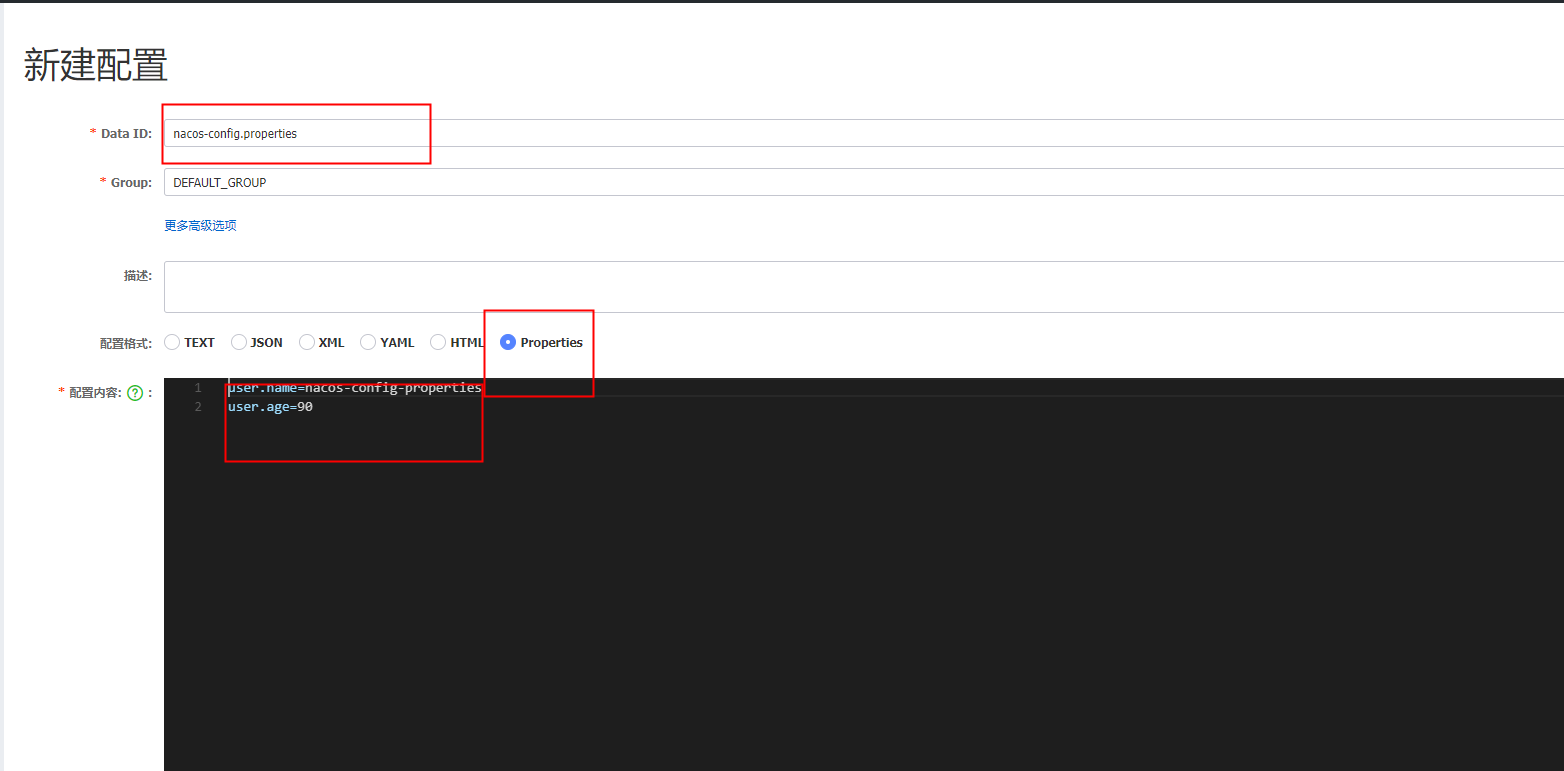 新建配置
* Data ID: nacos-config.properties
* Group: DEFAULT_GROUP
更多高级选项
描述:
配置格式: TEXT JSON XML YAML HTML Properties
* 配置内容: ? :
1 user.name=nacos-config-properties
2 user.age=90